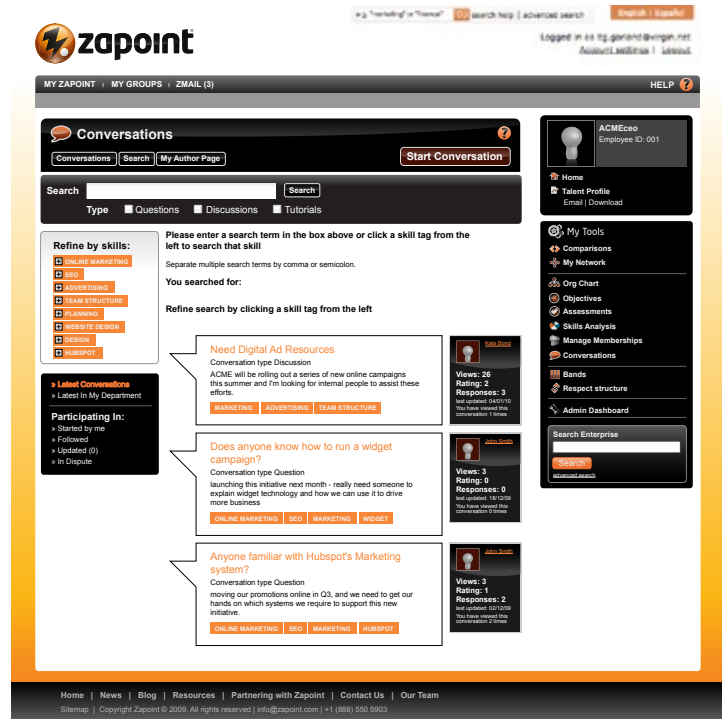 e.g. "marketing" or "finance" GO search help | advanced search English | Español
zapoint
Logged in as
Account settings | Logout
MY ZAPOINT | MY GROUPS | ZMAIL (3) HELP ?
Conversations ?
Conversations Search My Author Page Start Conversation
Search Search
Type Questions Discussions Tutorials
Refine by skills:
ONLINE MARKETING
SEO
ADVERTISING
TEAM STRUCTURE
PLANNING
WEBSITE DESIGN
DESIGN
HUBSPOT
» Latest Conversations
» Latest In My Department
Participating In:
» Started by me
» Followed
» Updated (0)
» In Dispute
Please enter a search term in the box above or click a skill tag from the
left to search that skill
Separate multiple search terms by comma or semicolon.
You searched for:
Refine search by clicking a skill tag from the left
Need Digital Ad Resources
Conversation type Discussion
ACME will be rolling out a series of new online campaigns
this summer and I'm looking for internal people to assist these
efforts.
MARKETING ADVERTISING TEAM STRUCTURE
Kate Bond
Views: 26
Rating: 2
Responses: 3
last updated: 04/01/10
You have viewed this
conversation 1 times
Does anyone know how to run a widget
campaign?
Conversation type Question
launching this initiative next month - really need someone to
explain widget technology and how we can use it to drive
more business
ONLINE MARKETING SEO MARKETING WIDGET
John Smith
Views: 3
Rating: 0
Responses: 0
last updated: 18/12/09
You have viewed this
conversation 0 times
Anyone familiar with Hubspot's Marketing
system?
Conversation type Question
moving our promotions online in Q3, and we need to get our
hands on which systems we require to support this new
initiative.
ONLINE MARKETING SEO MARKETING HUBSPOT
John Smith
Views: 3
Rating: 1
Responses: 2
last updated: 02/12/09
You have viewed this
conversation 2 times
ACMEceo
Employee ID: 001
Home
Talent Profile
Email | Download
My Tools
Comparisons
My Network
Org Chart
Objectives
Assessments
Skills Analysis
Manage Memberships
Conversations
Bands
Respect structure
Admin Dashboard
Search Enterprise
Search
advanced search
Home | News | Blog | Resources | Partnering with Zapoint | Contact Us | Our Team
Sitemap | Copyright Zapoint © 2009. All rights reserved | info@zapoint.com | +1 (888) 550 5903